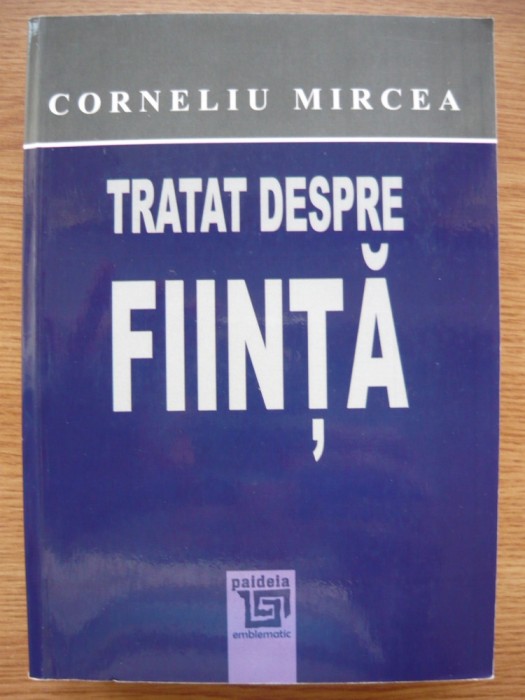 CORNELIU MIRCEA
TRATAT DESPRE
FIINȚĂ
paideia
emblematic